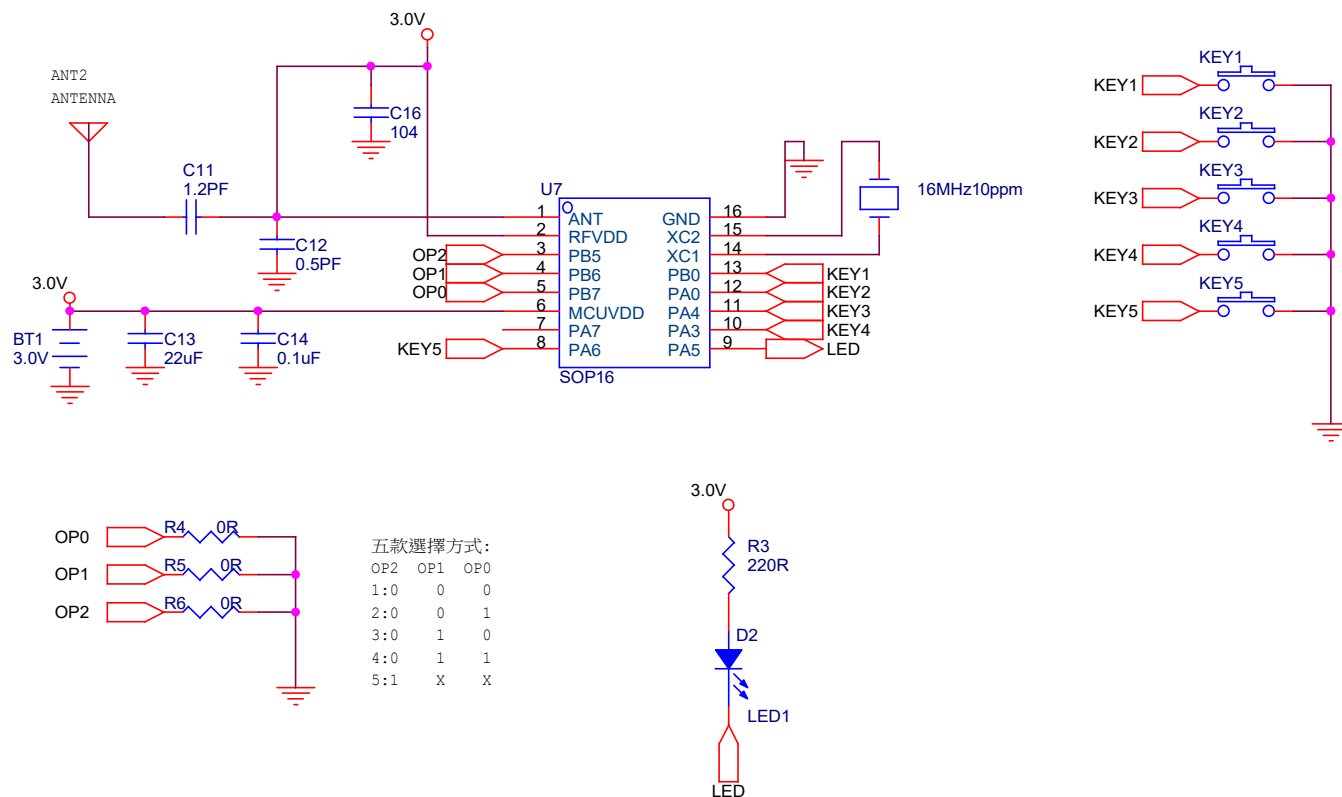 3.0V
ANT2
ANTENNA
C16
104
C11
1.2PF
C12
0.5PF
3.0V
BT1
3.0V
C13
22uF
C14
0.1uF
OP2
OP1
OP0
KEY5
U7
1 ANT GND 16
2 RFVDD XC2 15
3 PB5 XC1 14
4 PB6 PB0 13
5 PB7 PA0 12
6 MCUVDD PA4 11
7 PA7 PA3 10
8 PA6 PA5 9
SOP16
16MHz10ppm
KEY1
KEY2
KEY3
KEY4
LED
KEY1
KEY1
KEY2
KEY2
KEY3
KEY3
KEY4
KEY4
KEY5
KEY5
OP0 R4 0R
OP1 R5 0R
OP2 R6 0R
五款選擇方式:
OP2 OP1 OP0
1:0 0 0
2:0 0 1
3:0 1 0
4:0 1 1
5:1 X X
3.0V
R3
220R
D2
LED1
LED